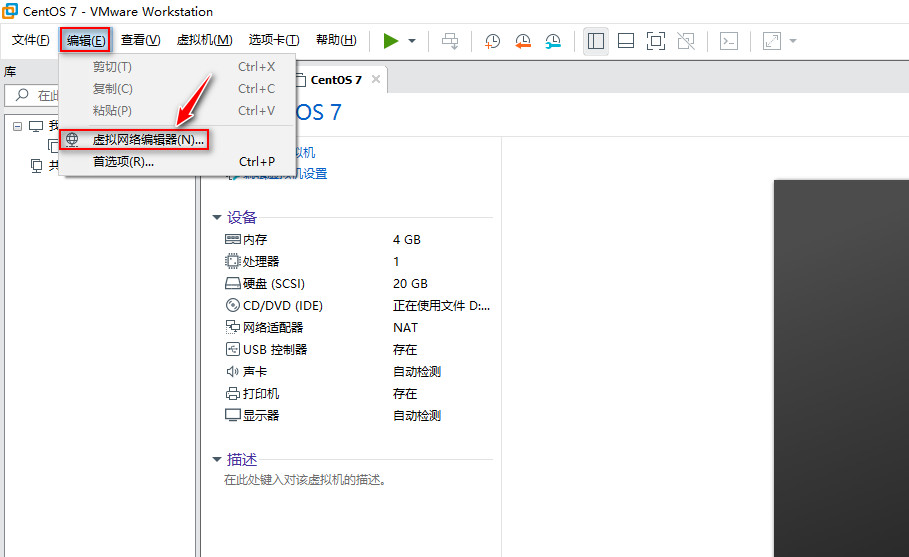 CentOS 7 - VMware Workstation
文件(F) 编辑(E) 查看(V) 虚拟机(M) 选项卡(T) 帮助(H)
库
剪切(T) Ctrl+X
复制(C) Ctrl+C
粘贴(P) Ctrl+V
虚拟网络编辑器(N)...
首选项(R)... Ctrl+P
在此
我
共
CentOS 7
OS 7
拟机
编辑虚拟机设置
设备
内存 4 GB
处理器 1
硬盘 (SCSI) 20 GB
CD/DVD (IDE) 正在使用文件 D:...
网络适配器 NAT
USB 控制器 存在
声卡 自动检测
打印机 存在
显示器 自动检测
描述
在此处键入对该虚拟机的描述。